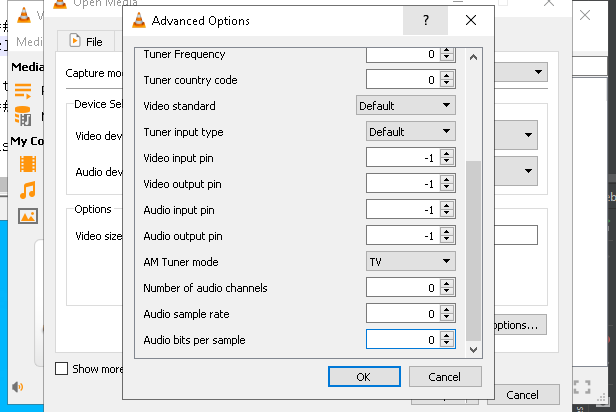 Open Media
Advanced Options
?
##
Media
File
Capture mo
Media
Device Sel
Video dev
Audio dev
My Co
Options
Video size
Tuner Frequency
0
Tuner country code
0
Video standard
Default
Tuner input type
Default
Video input pin
-1
Video output pin
-1
Audio input pin
-1
Audio output pin
-1
AM Tuner mode
TV
Number of audio channels
0
Audio sample rate
0
Audio bits per sample
0
options...
Show more
OK
Cancel
Cancel